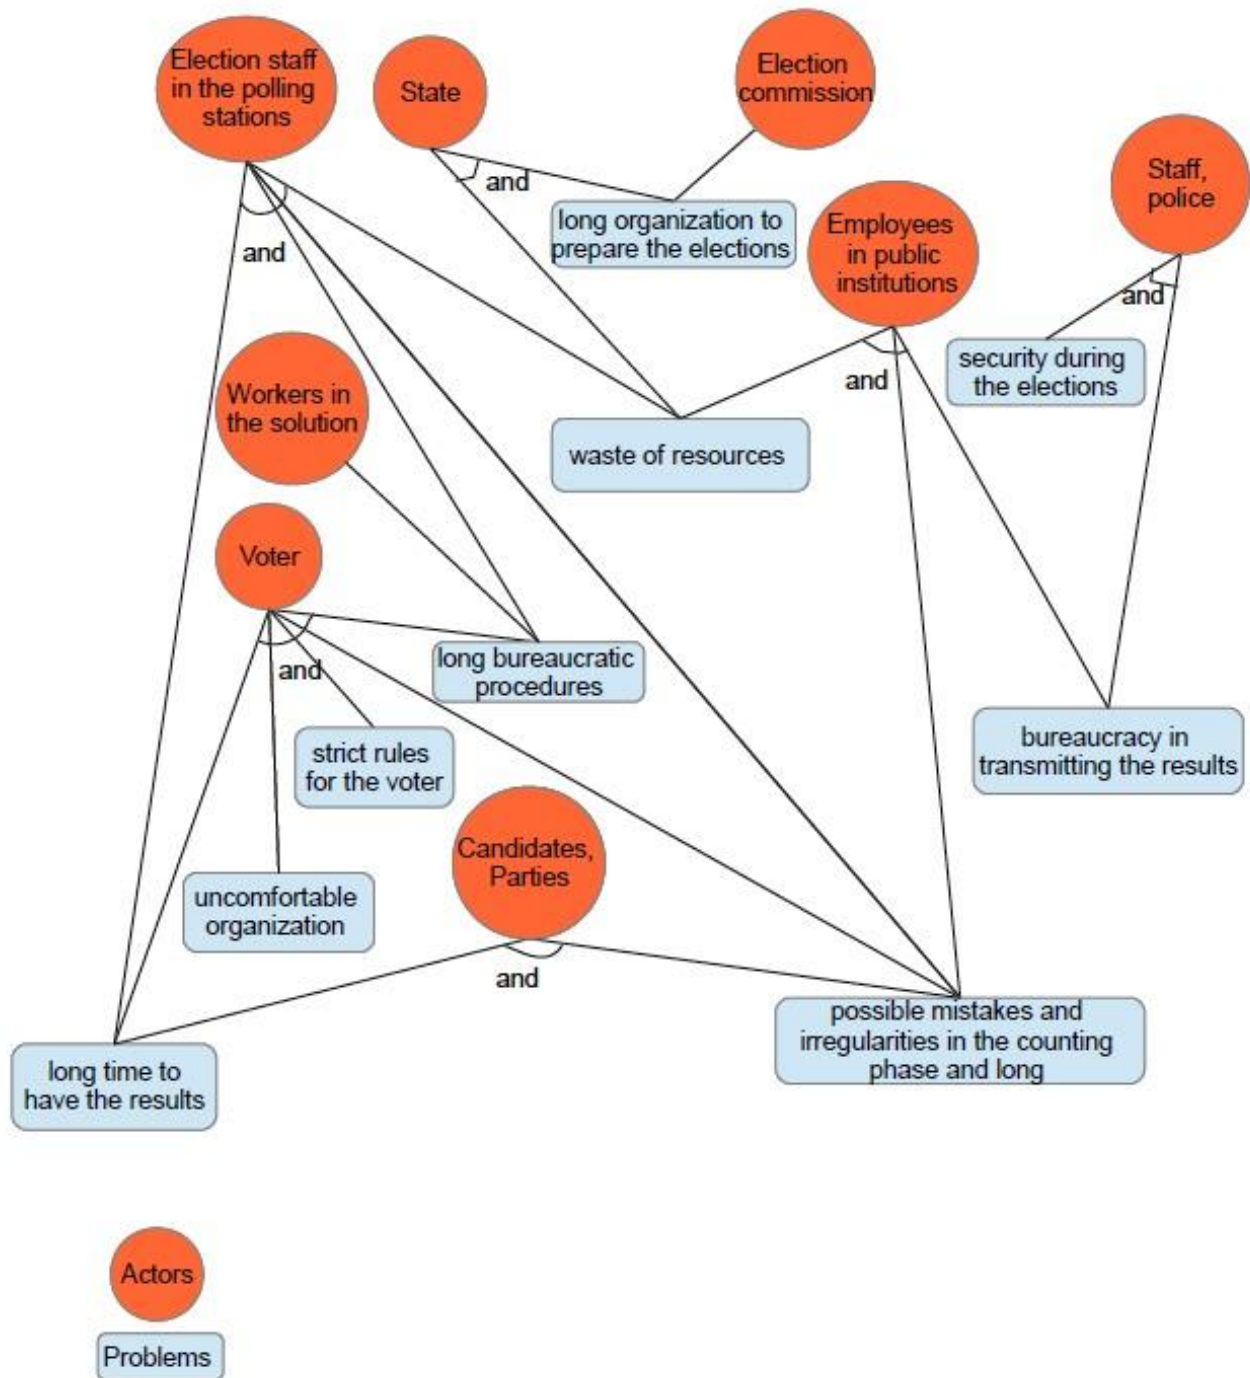 Election staff
in the polling
stations
State
Election
commission
Staff,
police
and
long organization to
prepare the elections
Employees
in public
institutions
and
and
security during
the elections
Workers in
the solution
and
waste of resources
Voter
and
long bureaucratic
procedures
strict rules
for the voter
bureaucracy in
transmitting the results
Candidates,
Parties
uncomfortable
organization
and
possible mistakes and
irregularities in the counting
phase and long
long time to
have the results
Actors
Problems